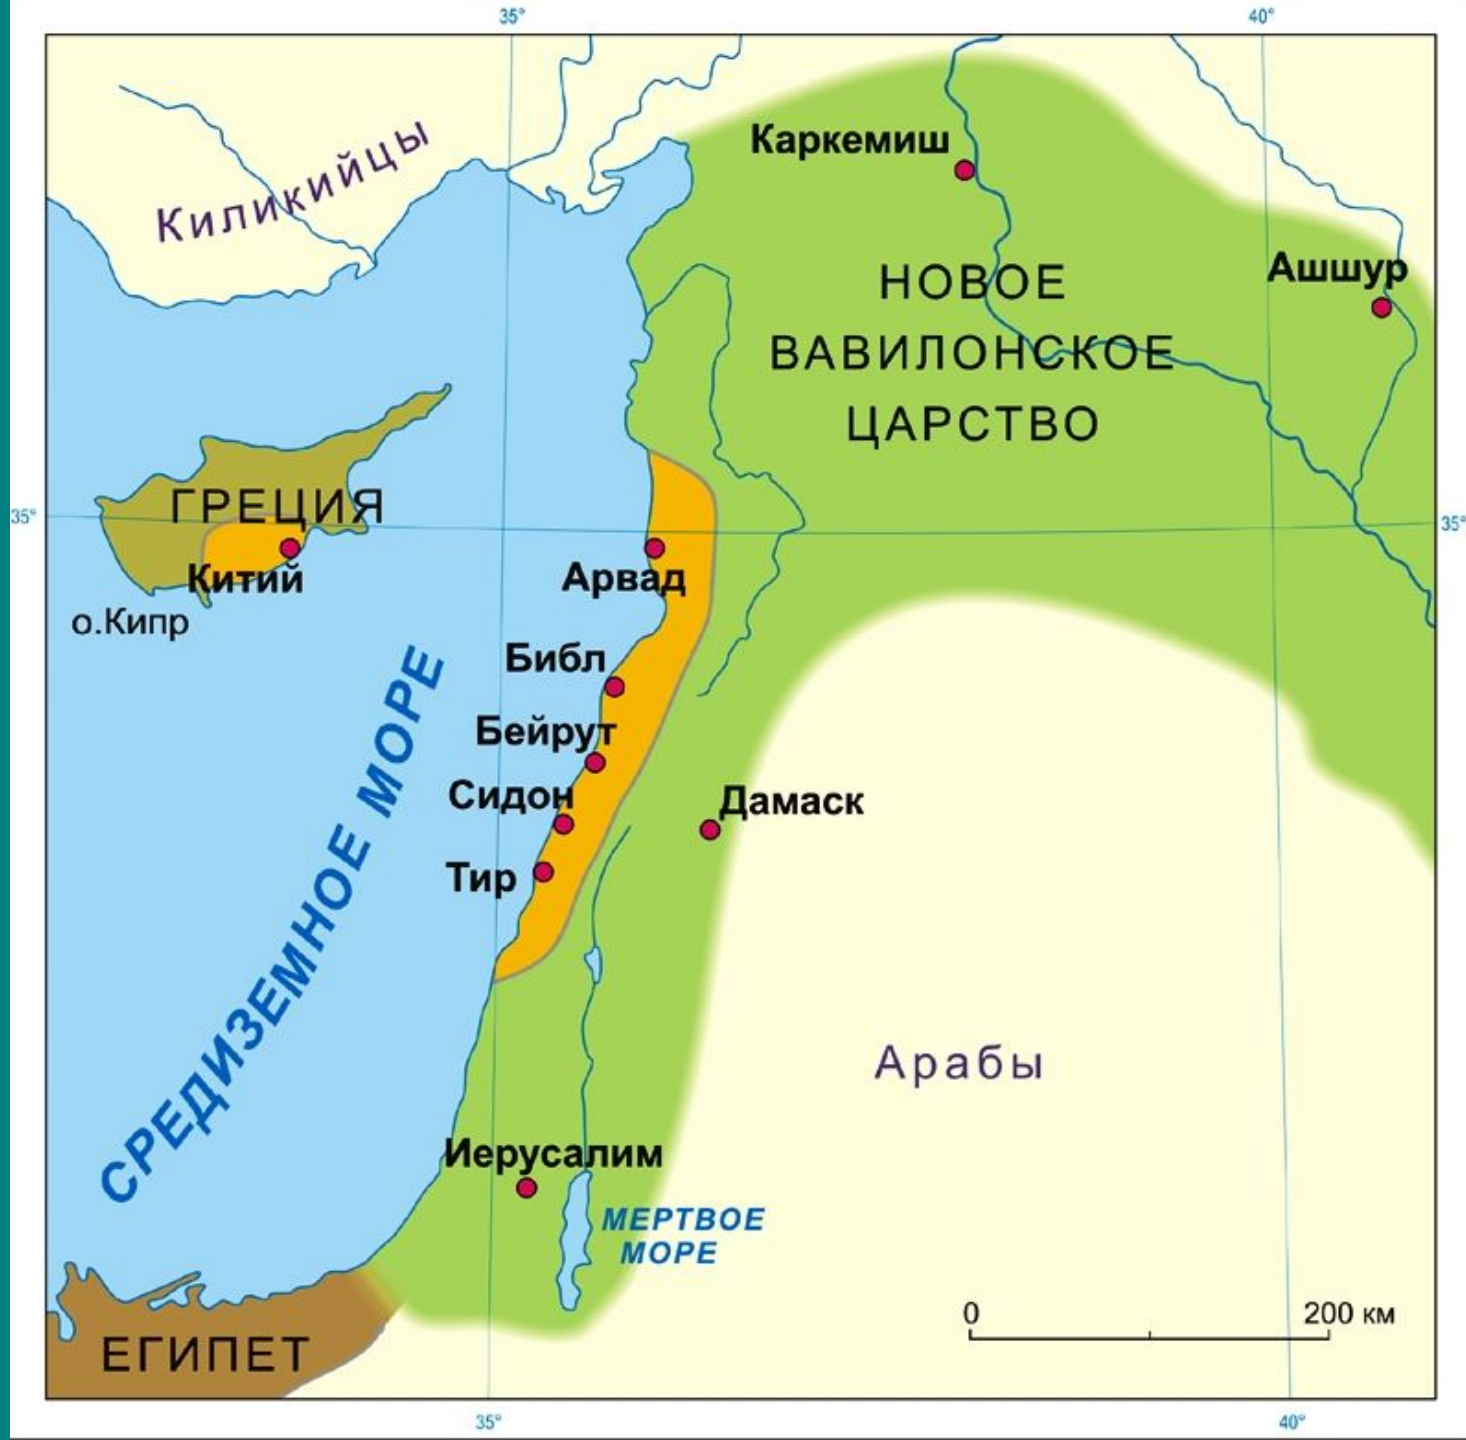 35°
40°
Киликийцы
Каркемиш
Ашшур
НОВОЕ
ВАВИЛОНСКОЕ
ЦАРСТВО
ГРЕЦИЯ
35°
35°
Китий
о.Кипр
Арвад
Библ
Бейрут
Сидон
Тир
Дамаск
СРЕДИЗЕМНОЕ МОРЕ
Арабы
Иерусалим
МЕРТВОЕ
МОРЕ
ЕГИПЕТ
0
200 км
35°
40°